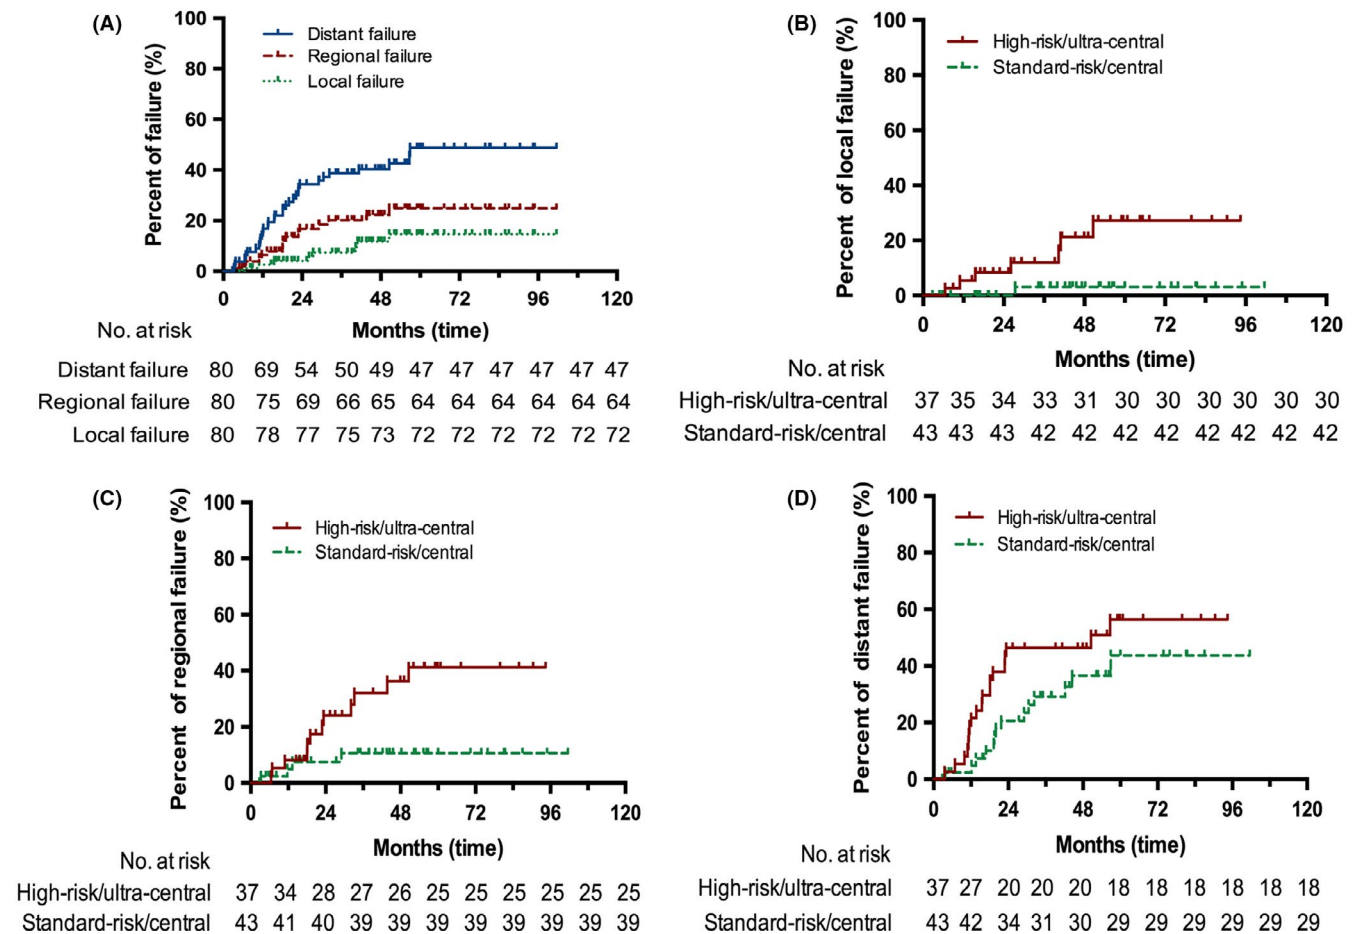 (A)
Percent of failure (%)
100
80
60
40
20
0
Distant failure
Regional failure
Local failure
0 24 48 72 96 120
No. at risk
Months (time)
Distant failure 80 69 54 50 49 47 47 47 47 47 47
Regional failure 80 75 69 66 65 64 64 64 64 64 64
Local failure 80 78 77 75 73 72 72 72 72 72 72
(B)
Percent of local failure (%)
100
80
60
40
20
0
High-risk/ultra-central
Standard-risk/central
0 24 48 72 96 120
Months (time)
No. at risk
High-risk/ultra-central 37 35 34 33 31 30 30 30 30 30 30
Standard-risk/central 43 43 43 42 42 42 42 42 42 42 42
(C)
Percent of regional failure (%)
100
80
60
40
20
0
High-risk/ultra-central
Standard-risk/central
0 24 48 72 96 120
Months (time)
No. at risk
High-risk/ultra-central 37 34 28 27 26 25 25 25 25 25 25
Standard-risk/central 43 41 40 39 39 39 39 39 39 39 39
(D)
Percent of distant failure (%)
100
80
60
40
20
0
High-risk/ultra-central
Standard-risk/central
0 24 48 72 96 120
Months (time)
No. at risk
High-risk/ultra-central 37 27 20 20 20 18 18 18 18 18 18
Standard-risk/central 43 42 34 31 30 29 29 29 29 29 29